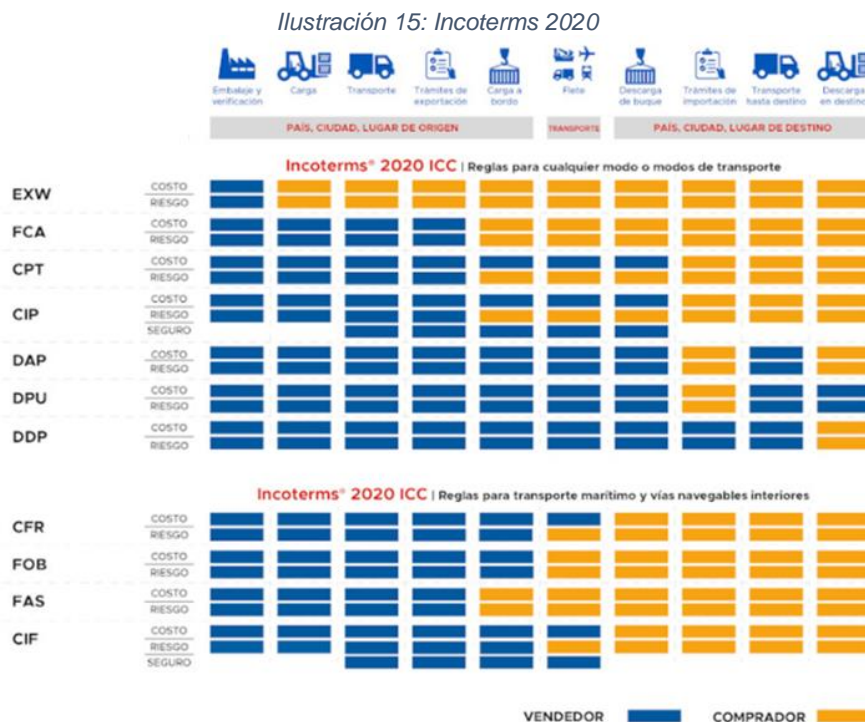 Ilustración 15: Incoterms 2020
Embalaje y verificación
Carga
Transporte
Trámites de exportación
Carga a bordo
Flete
Descarga de buque
Trámites de importación
Transporte hasta destino
Descarga en destino
PAÍS, CIUDAD, LUGAR DE ORIGEN
TRANSPORTE
PAÍS, CIUDAD, LUGAR DE DESTINO
Incoterms® 2020 ICC | Reglas para cualquier modo o modos de transporte
EXW
COSTO
RIESGO
FCA
COSTO
RIESGO
CPT
COSTO
RIESGO
CIP
COSTO
RIESGO
SEGURO
DAP
COSTO
RIESGO
DPU
COSTO
RIESGO
DDP
COSTO
RIESGO
Incoterms® 2020 ICC | Reglas para transporte marítimo y vías navegables interiores
CFR
COSTO
RIESGO
FOB
COSTO
RIESGO
FAS
COSTO
RIESGO
CIF
COSTO
RIESGO
SEGURO
VENDEDOR
COMPRADOR